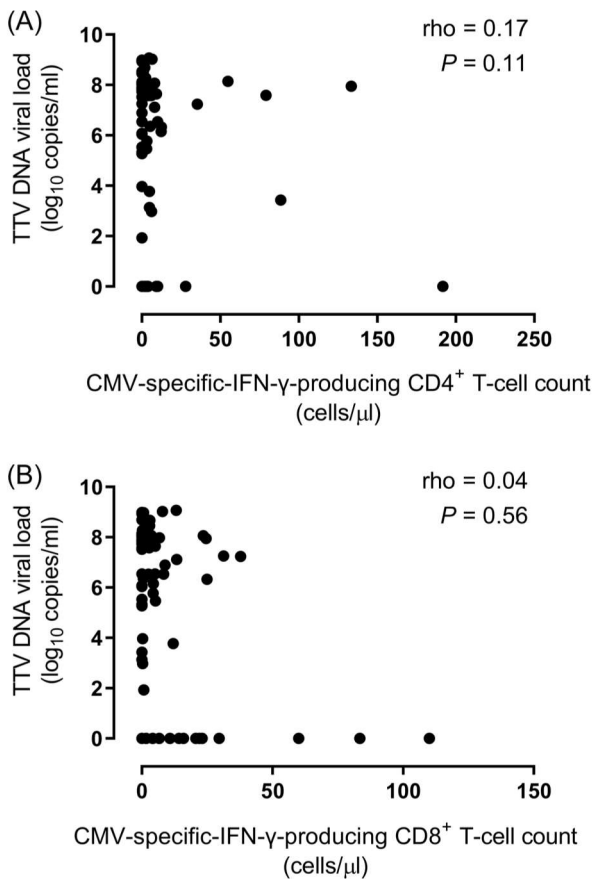 (A)
rho = 0.17
P = 0.11
TTV DNA viral load
(log10 copies/ml)
10
8
6
4
2
0
0 50 100 150 200 250
CMV-specific-IFN-γ-producing CD4+ T-cell count
(cells/μl)
(B)
rho = 0.04
P = 0.56
TTV DNA viral load
(log10 copies/ml)
10
8
6
4
2
0
0 50 100 150
CMV-specific-IFN-γ-producing CD8+ T-cell count
(cells/μl)